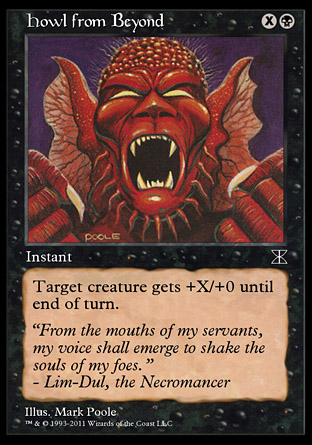 Howl from Beyond
X
POOLE
Instant
Target creature gets +X/+0 until
end of turn.
“From the mouths of my servants,
my voice shall emerge to shake the
souls of my foes.”
- Lim-Dul, the Necromancer
Illus. Mark Poole
™ & © 1993-2011 Wizards of the Coast LLC